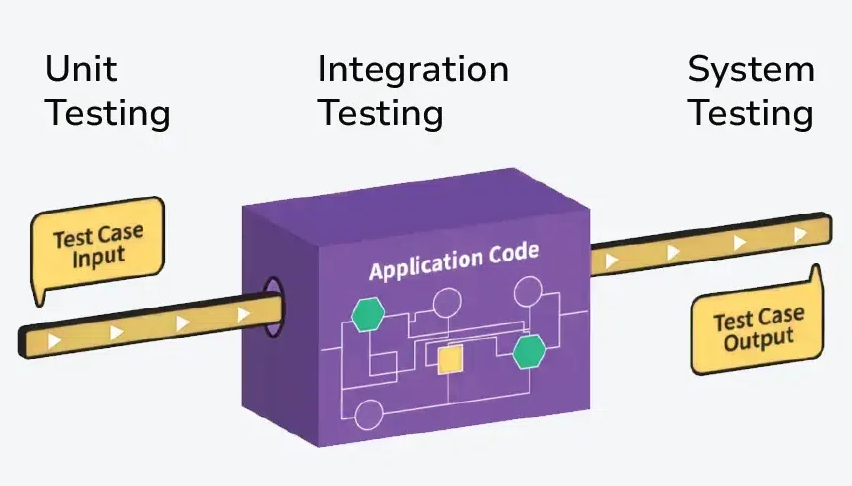 Unit
Testing
Integration
Testing
System
Testing
Test Case
Input
Application Code
Test Case
Output